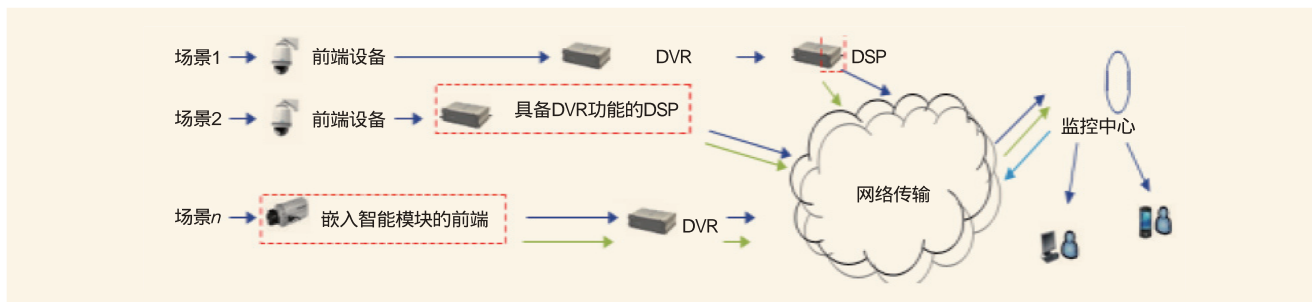 场景1 前端设备 DVR DSP
场景2 前端设备 具备DVR功能的DSP
监控中心
网络传输
场景n 嵌入智能模块的前端 DVR